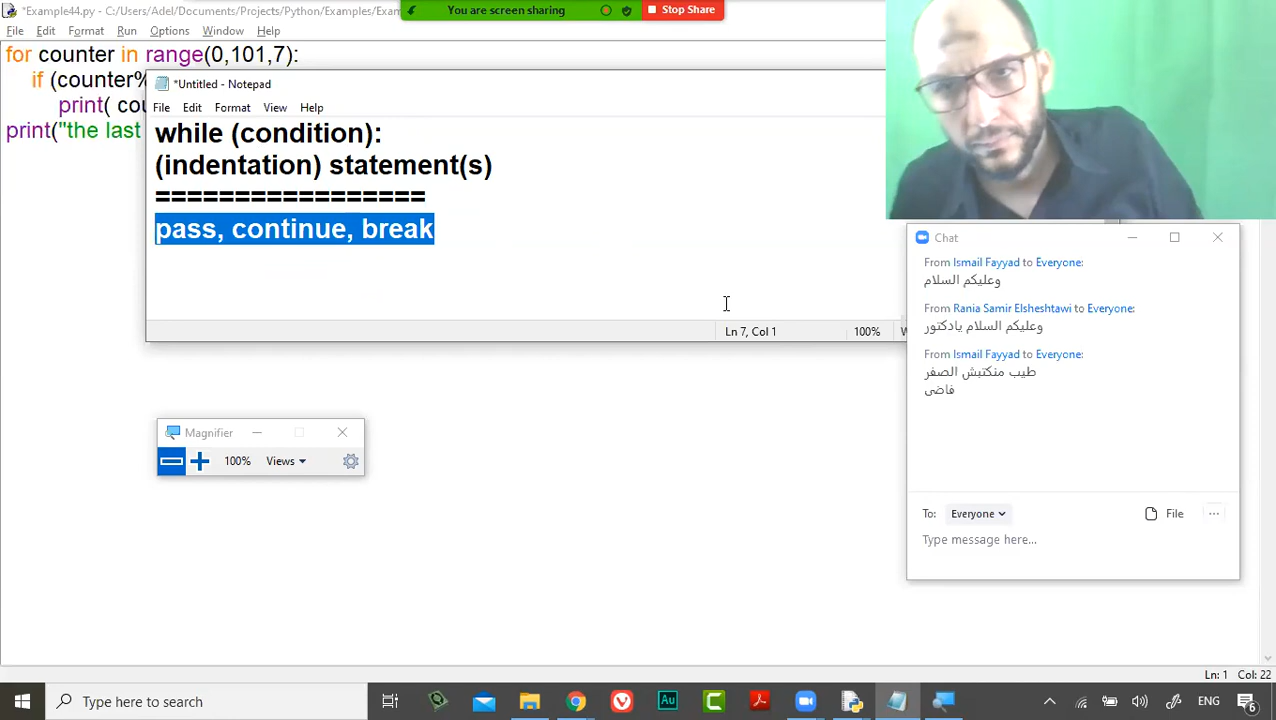 *Example44.py - C:/Users/Adel/Documents/Projects/Python/Examples/Exam
You are screen sharing
Stop Share
File Edit Format Run Options Window Help
for counter in range(0,101,7):
if (counter%
print( cou
print("the last
*Untitled - Notepad
File Edit Format View Help
while (condition):
(indentation) statement(s)
=================
pass, continue, break
Ln 7, Col 1 100% W
Magnifier
100% Views
Chat
From Ismail Fayyad to Everyone:
وعليكم السلام
From Rania Samir Elsheshtawi to Everyone:
وعليكم السلام يادكتور
From Ismail Fayyad to Everyone:
طيب منكتبش الصفر
فاضى
To: Everyone File
Type message here...
Ln: 1 Col: 22
Type here to search
Au
ENG
6